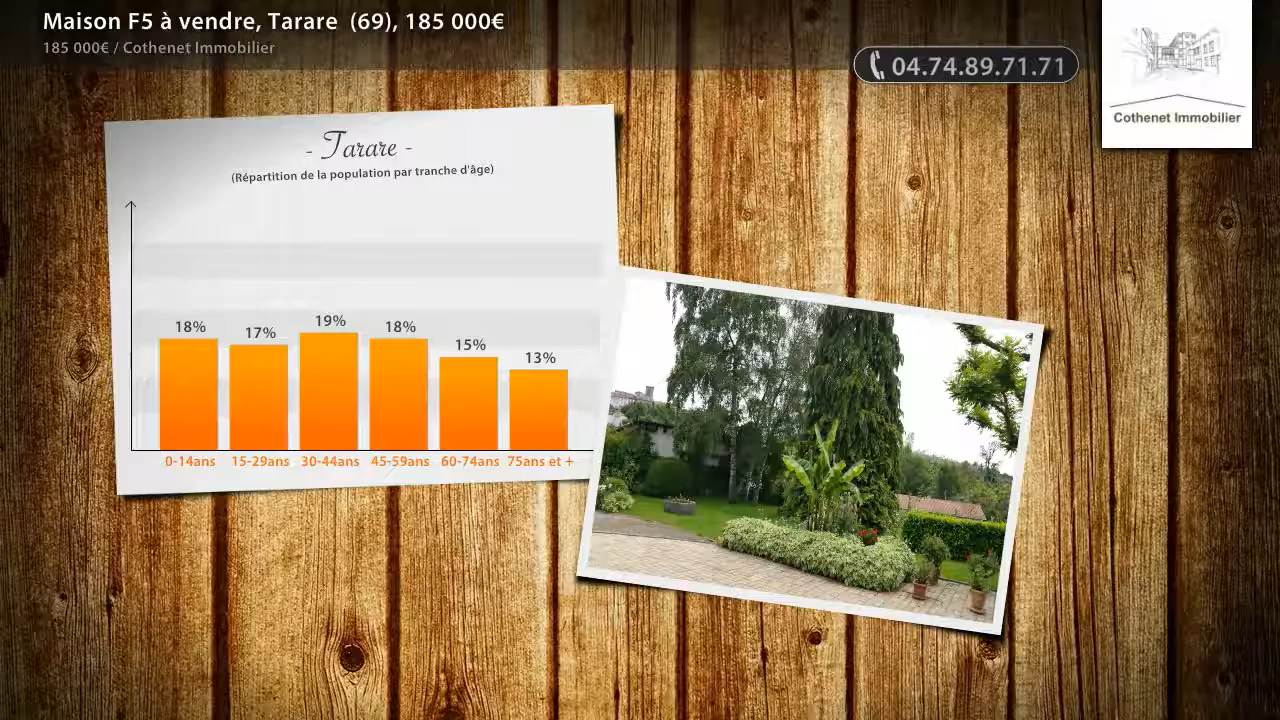 Maison F5 à vendre, Tarare (69), 185 000€
185 000€ / Cothenet Immobilier
04.74.89.71.71
Cothenet Immobilier
- Tarare -
(Répartition de la population par tranche d'âge)
18% 17% 19% 18% 15% 13%
0-14ans 15-29ans 30-44ans 45-59ans 60-74ans 75ans et +